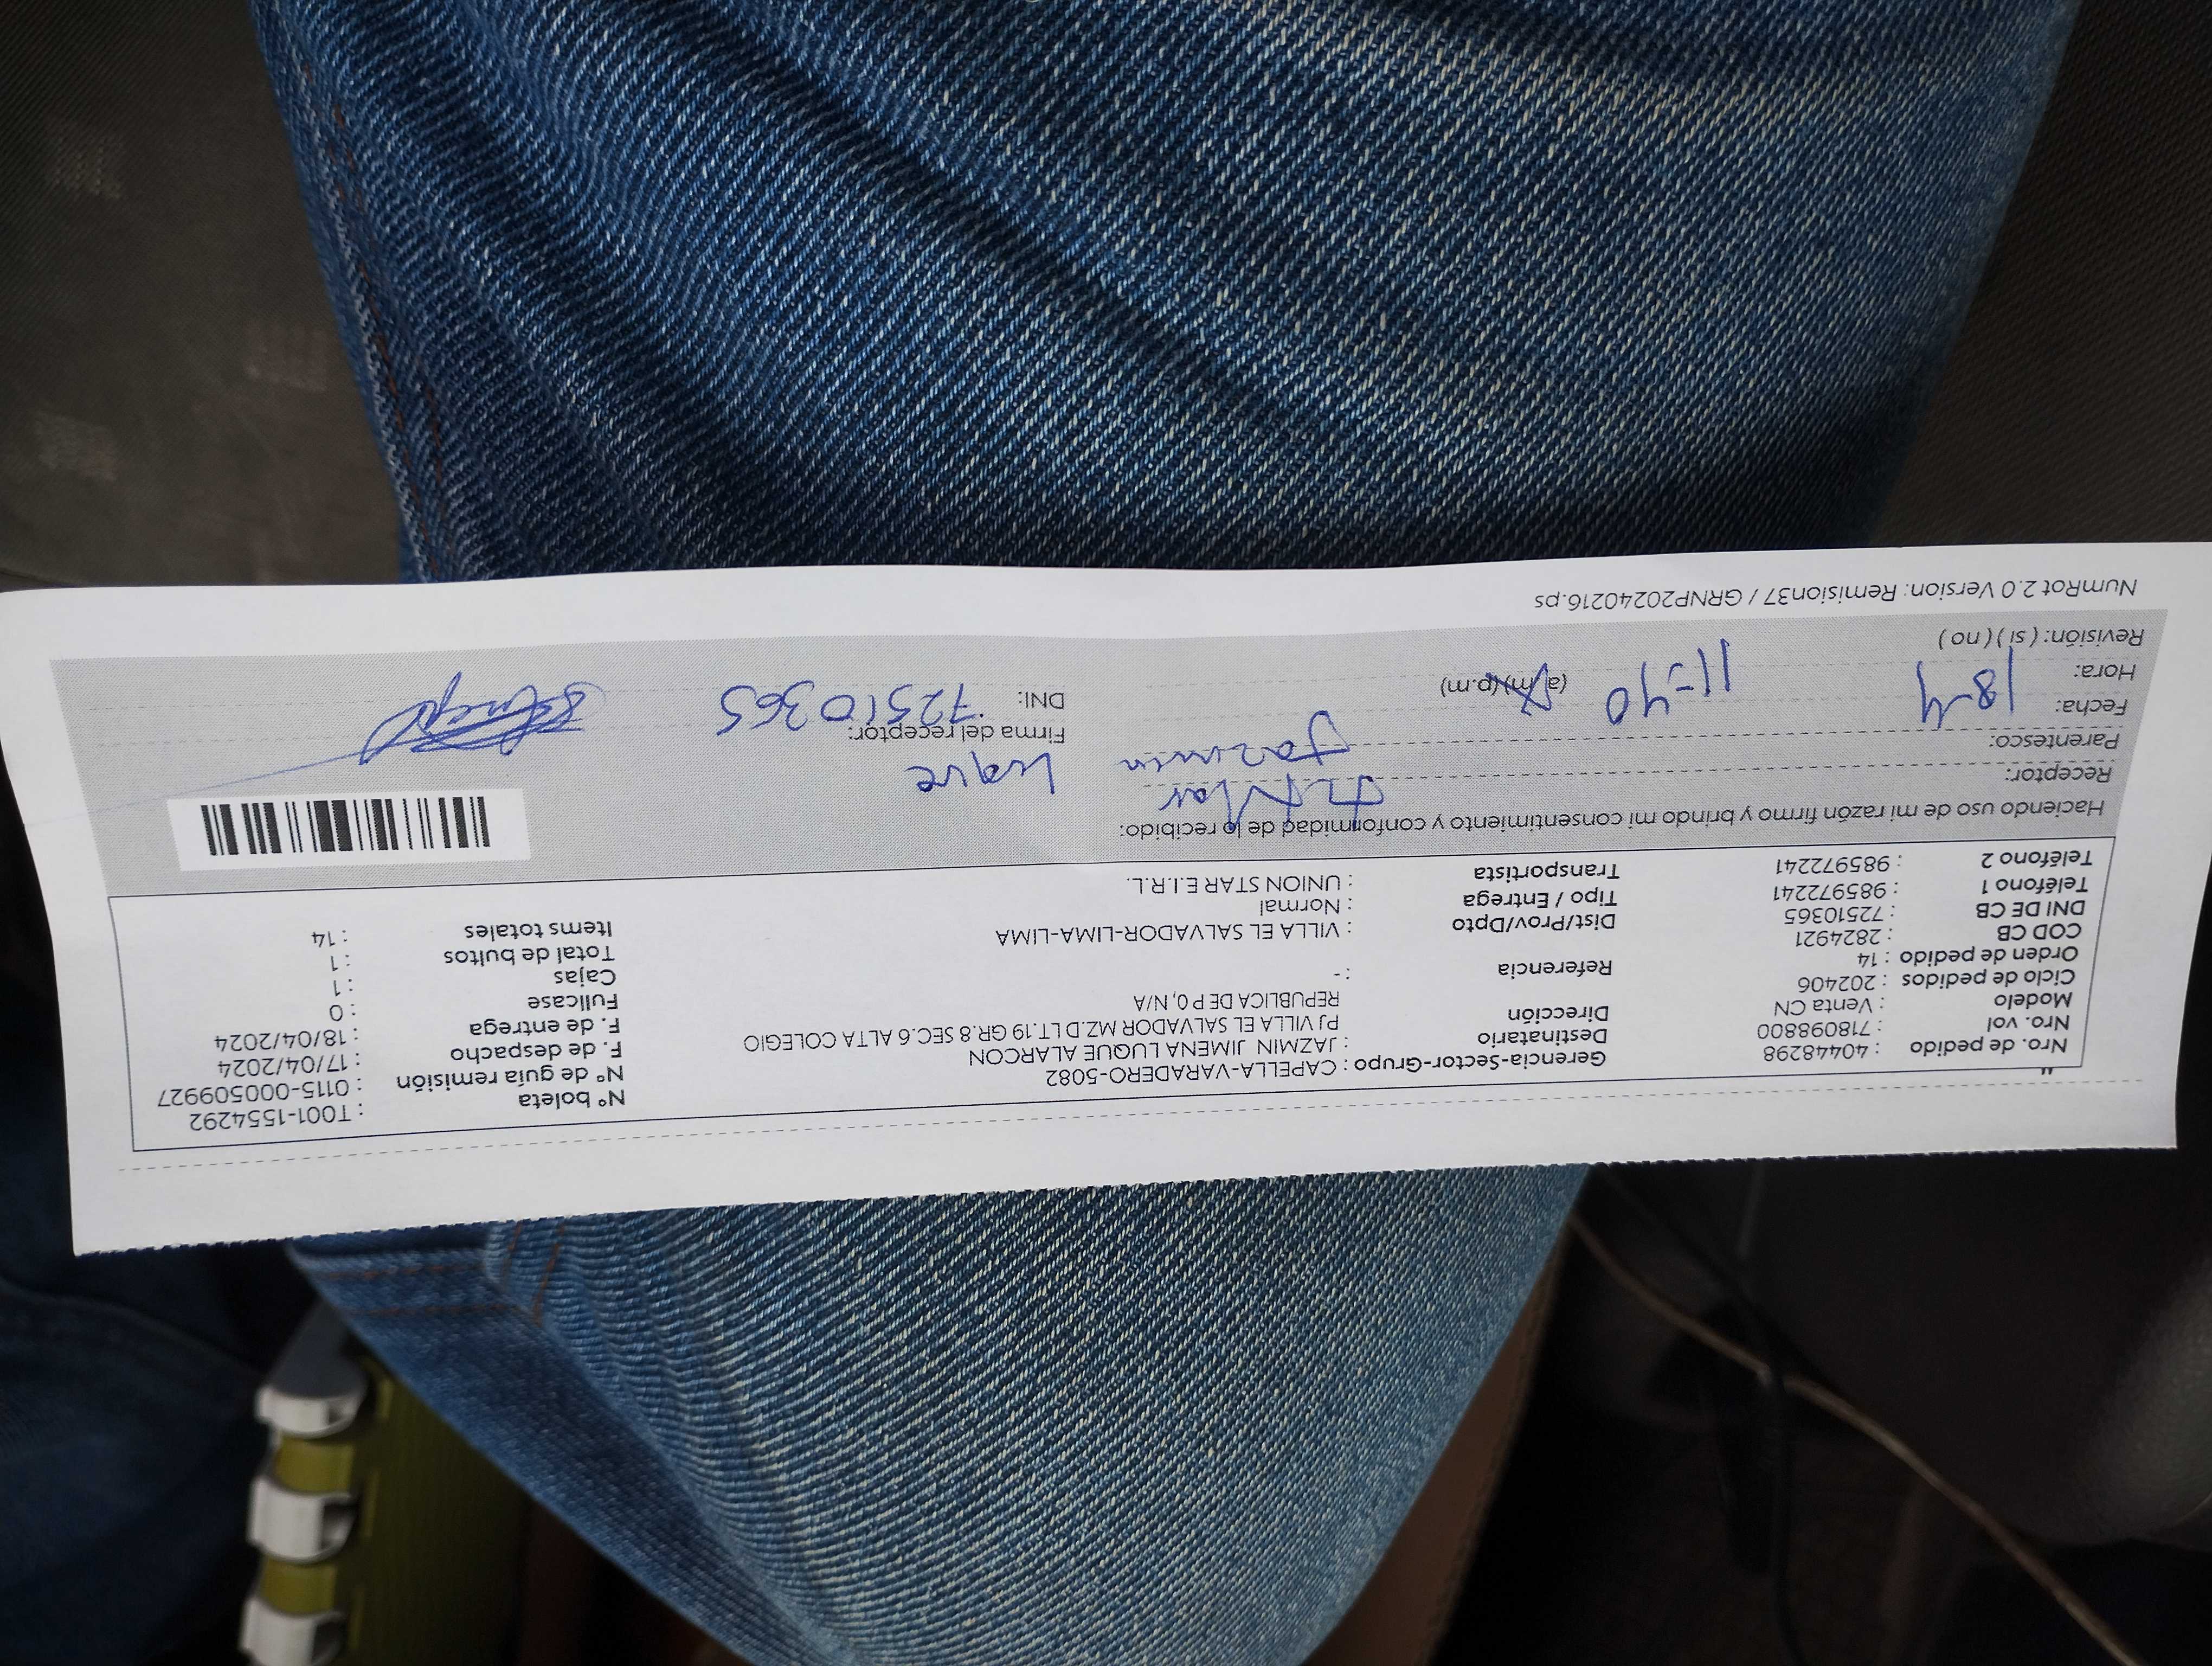 Nro. de pedido : 40448298
Nro. vol : 718098800
Modelo : Venta CN
Ciclo de pedidos : 202406
Orden de pedido : 14
COD CB : 2824921
DNI DE CB : 72510365
Teléfono 1 : 985972241
Teléfono 2 : 985972241
Gerencia-Sector-Grupo : CAPELLA-VARADERO-5082
Destinatario : JAZMIN JIMENA LUQUE ALARCON
Dirección PJ VILLA EL SALVADOR MZ.D LT.19 GR.8 SEC.6 ALTA COLEGIO
REPUBLICA DE P 0, N/A
Referencia : -
Dist/Prov/Dpto : VILLA EL SALVADOR-LIMA-LIMA
Tipo / Entrega : Normal
Transportista : UNION STAR E.I.R.L.
N° boleta : T001-1554292
N° de guía remisión : 0115-000509927
F. de despacho : 17/04/2024
F. de entrega : 18/04/2024
Fullcase : 0
Cajas : 1
Total de bultos : 1
Items totales : 14
Haciendo uso de mi razón firmo y brindo mi consentimiento y conformidad de lo recibido:
Receptor:
Parentesco: Jazmin Luque
Fecha: 18-4
Hora: 11-40 (a.m)(p.m)
Revisión: ( si ) ( no )
Firma del receptor:
DNI: 72510365
NumRot 2.0 Version: Remision37 / GRNP20240216.ps